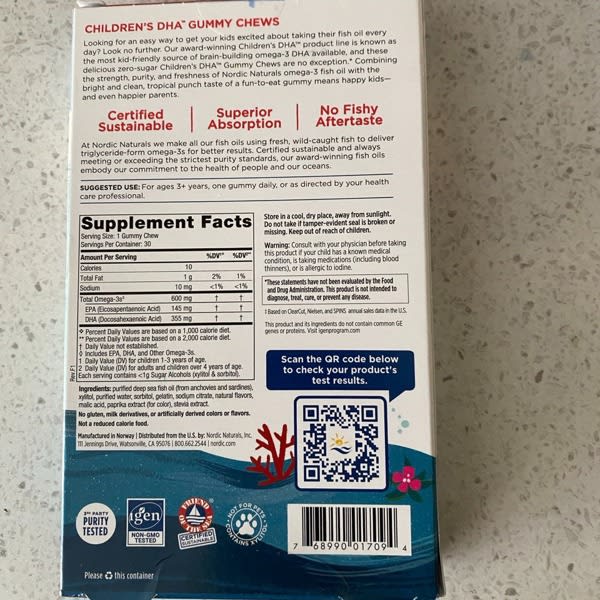 CHILDREN'S DHA™ GUMMY CHEWS
Looking for an easy way to get your kids excited about taking their fish oil every
day? Look no further. Our award-winning Children's DHA™ product line is known as
the most kid-friendly source of brain-building omega-3 DHA available, and these
delicious zero-sugar Children's DHA™ Gummy Chews are no exception.* Combining
the strength, purity, and freshness of Nordic Naturals omega-3 fish oil with the
bright and clean, tropical punch taste of a fun-to-eat gummy means happy kids—
and even happier parents.
Certified
Sustainable
Superior
Absorption
No Fishy
Aftertaste
At Nordic Naturals we make all our fish oils using fresh, wild-caught fish to deliver
triglyceride-form omega-3s for better results. Certified sustainable and always
meeting or exceeding the strictest purity standards, our award-winning fish oils
embody our commitment to the health of people and our oceans.
SUGGESTED USE: For ages 3+ years, one gummy daily, or as directed by your health
care professional.
Supplement Facts
Serving Size: 1 Gummy Chew
Servings Per Container: 30
Amount Per Serving %DV** %DV**
Calories 10
Total Fat 1 g 2% 1%
Sodium 10 mg <1% <1%
Total Omega-3s◊ 600 mg † †
EPA (Eicosapentaenoic Acid) 145 mg † †
DHA (Docosahexaenoic Acid) 355 mg † †
❖ Percent Daily Values are based on a 1,000 calorie diet.
** Percent Daily Values are based on a 2,000 calorie diet.
† Daily Value not established.
◊ Includes EPA, DHA, and Other Omega-3s.
1 Daily Value (DV) for children 1-3 years of age.
2 Daily Value (DV) for adults and children over 4 years of age.
Each serving contains <1g Sugar Alcohols (xylitol & sorbitol).
Ingredients: purified deep sea fish oil (from anchovies and sardines),
xylitol, purified water, sorbitol, gelatin, sodium citrate, natural flavors,
malic acid, paprika extract (for color), stevia extract.
No gluten, milk derivatives, or artificially derived colors or flavors.
Not a reduced calorie food.
Manufactured in Norway | Distributed from the U.S. by: Nordic Naturals, Inc.
111 Jennings Drive, Watsonville, CA 95076 | 800.662.2544 | nordic.com
Store in a cool, dry place, away from sunlight.
Do not take if tamper-evident seal is broken or
missing. Keep out of reach of children.
Warning: Consult with your physician before taking
this product if your child has a known medical
condition, is taking medications (including blood
thinners), or is allergic to iodine.
*These statements have not been evaluated by the Food
and Drug Administration. This product is not intended to
diagnose, treat, cure, or prevent any disease.
‡ Based on ClearCut, Nielsen, and SPINS annual sales data in the U.S.
This product and its ingredients do not contain common GE
genes or proteins. Visit igenprogram.com
Scan the QR code below
to check your product's
test results.
3RD PARTY
PURITY
TESTED
igen
NON-GMO
TESTED
FRIEND
OF THE SEA
CERTIFIED
SUSTAINABLE
NOT FOR PETS
CONTAINS XYLITOL
7 68990 01709 4
Please this container